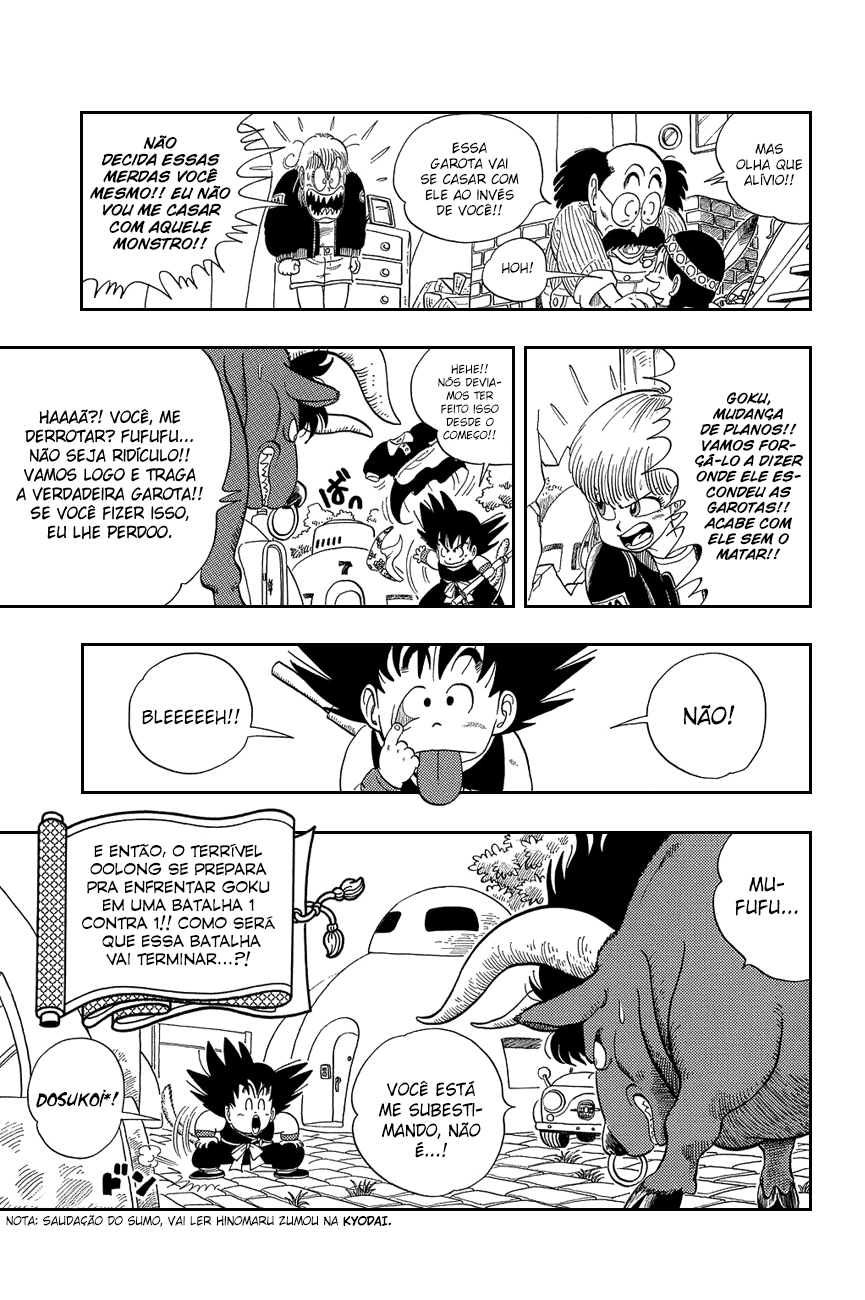 MAS
OLHA QUE
ALÍVIO!!
ESSA
GAROTA VAI
SE CASAR COM
ELE AO INVÉS
DE VOCÊ!!
HOH!
NÃO
DECIDA ESSAS
MERDAS VOCÊ
MESMO!! EU NÃO
VOU ME CASAR
COM AQUELE
MONSTRO!!
GOKU,
MUDANÇA
DE PLANOS!!
VAMOS FOR-
ÇÁ-LO A DIZER
ONDE ELE ES-
CONDEU AS
GAROTAS!!
ACABE COM
ELE SEM O
MATAR!!
HEHE!!
NÓS DEVIA-
MOS TER
FEITO ISSO
DESDE O
COMEÇO!!
ばっ
7
HAAAÃ?! VOCÊ, ME
DERROTAR? FUFUFU...
NÃO SEJA RIDÍCULO!!
VAMOS LOGO E TRAGA
A VERDADEIRA GAROTA!!
SE VOCÊ FIZER ISSO,
EU LHE PERDOO.
NÃO!
BLEEEEEH!!
MU-
FUFU...
E ENTÃO, O TERRÍVEL
OOLONG SE PREPARA
PRA ENFRENTAR GOKU
EM UMA BATALHA 1
CONTRA 1!! COMO SERÁ
QUE ESSA BATALHA
VAI TERMINAR...?!
VOCÊ ESTÁ
ME SUBESTI-
MANDO, NÃO
É...!
DOSUKOI*!
ドドン
NOTA: SAUDAÇÃO DO SUMO, VAI LER HINOMARU ZUMOU NA KYODAI.